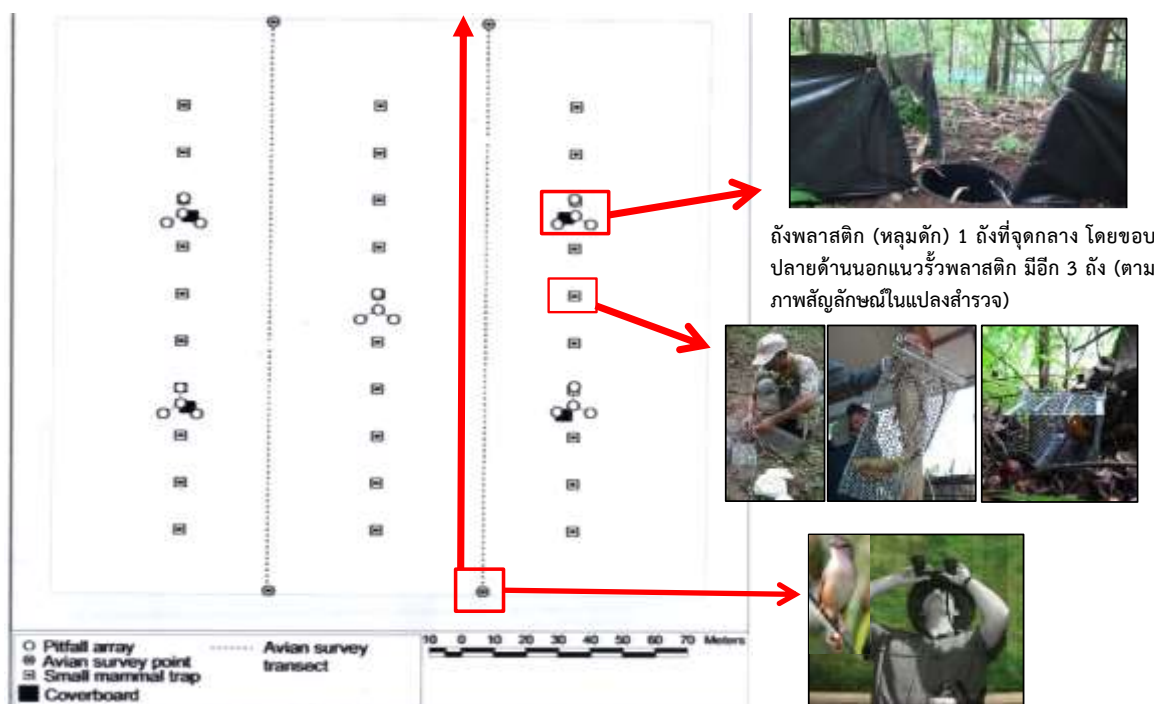 ถังพลาสติก (หลุมดัก) 1 ถังที่จุดกลาง โดยขอบ
ปลายด้านนอกแนวรั้วพลาสติก มีอีก 3 ถัง (ตาม
ภาพสัญลักษณ์ในแปลงสำรวจ)
Pitfall array
Avian survey point
Small mammal trap
Coverboard
Avian survey
transect
10 0 10 20 30 40 50 60 70 Meters